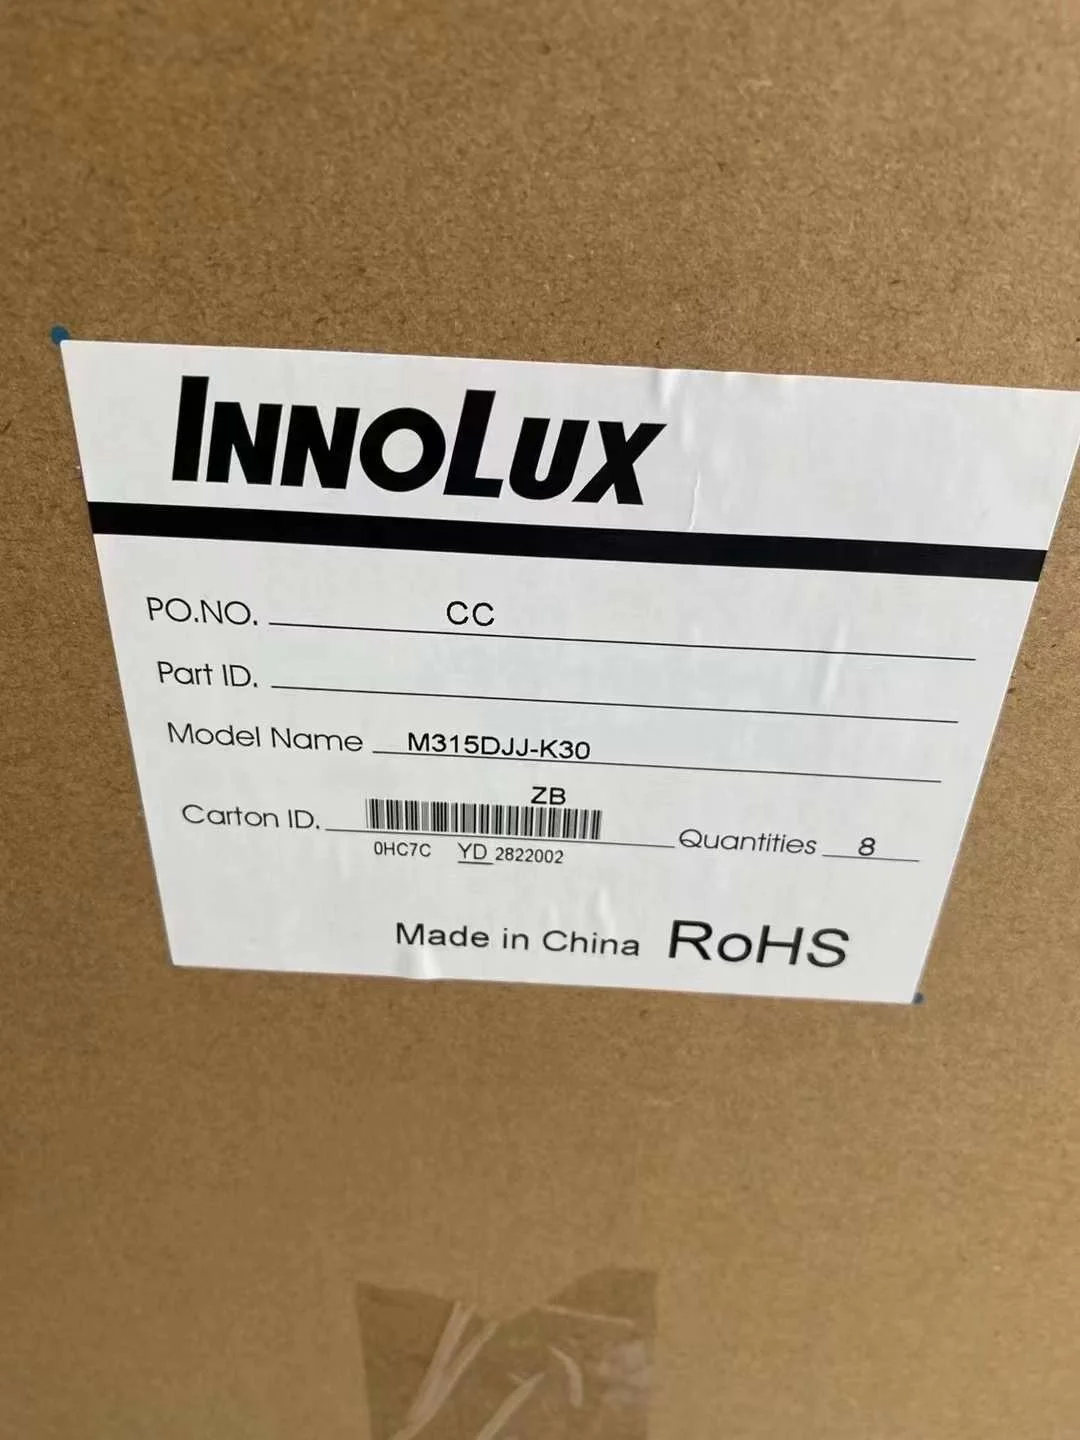 INNOLUX
PO.NO. CC
Part ID.
Model Name M315DJJ-K30
ZB
Carton ID. Quantities 8
0HC7C YD 2822002
Made in China RoHS